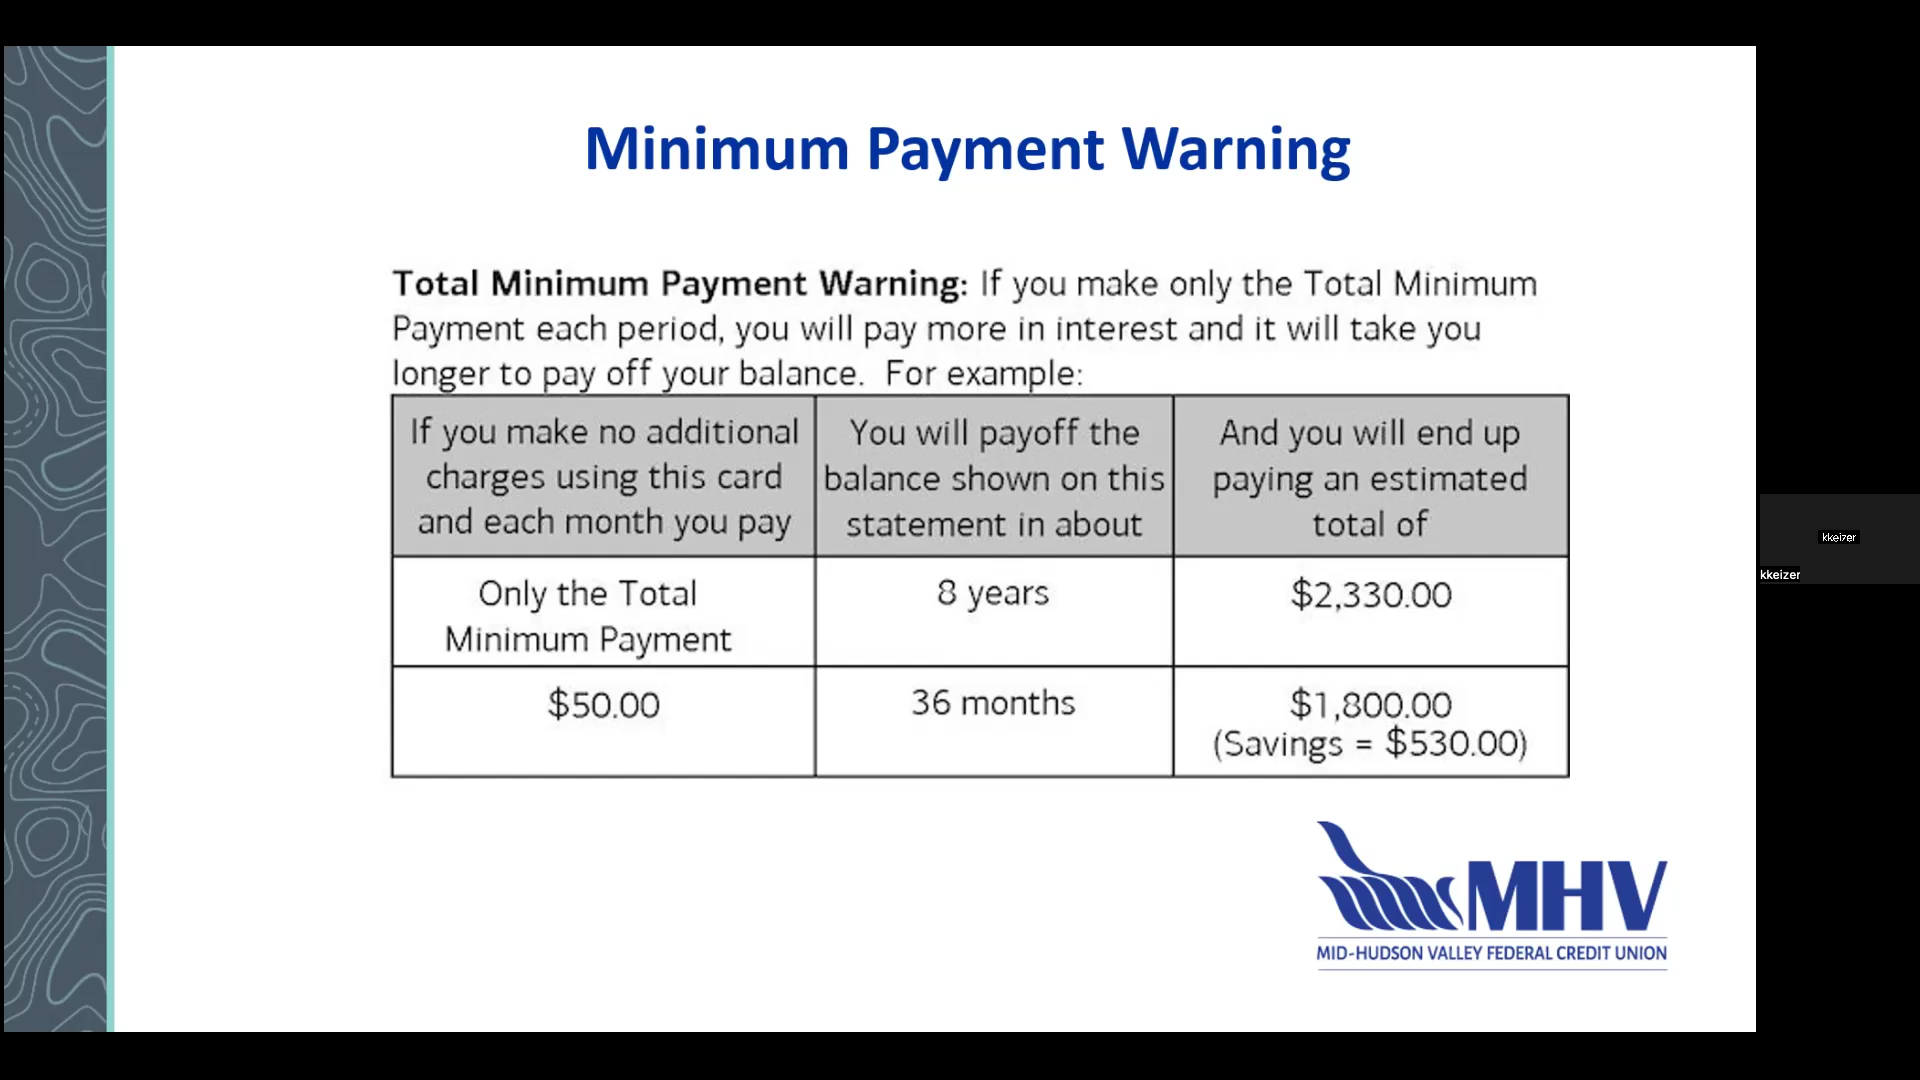 Minimum Payment Warning
Total Minimum Payment Warning: If you make only the Total Minimum
Payment each period, you will pay more in interest and it will take you
longer to pay off your balance. For example:
If you make no additional
charges using this card
and each month you pay
You will payoff the
balance shown on this
statement in about
And you will end up
paying an estimated
total of
Only the Total
Minimum Payment
8 years
$2,330.00
$50.00
36 months
$1,800.00
(Savings = $530.00)
MHV
MID-HUDSON VALLEY FEDERAL CREDIT UNION
kkeizer
kkeizer